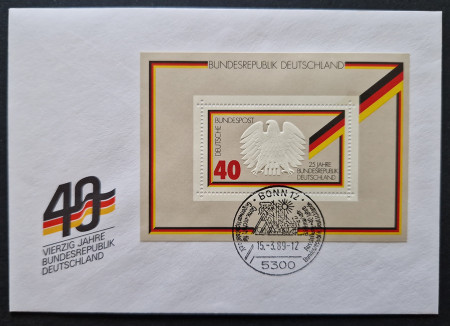 BUNDESREPUBLIK DEUTSCHLAND
DEUTSCHE BUNDESPOST
40
25 JAHRE
BUNDESREPUBLIK
DEUTSCHLAND
40
VIERZIG JAHRE
BUNDESREPUBLIK
DEUTSCHLAND
BONN 12
15.-3.89-12
5300